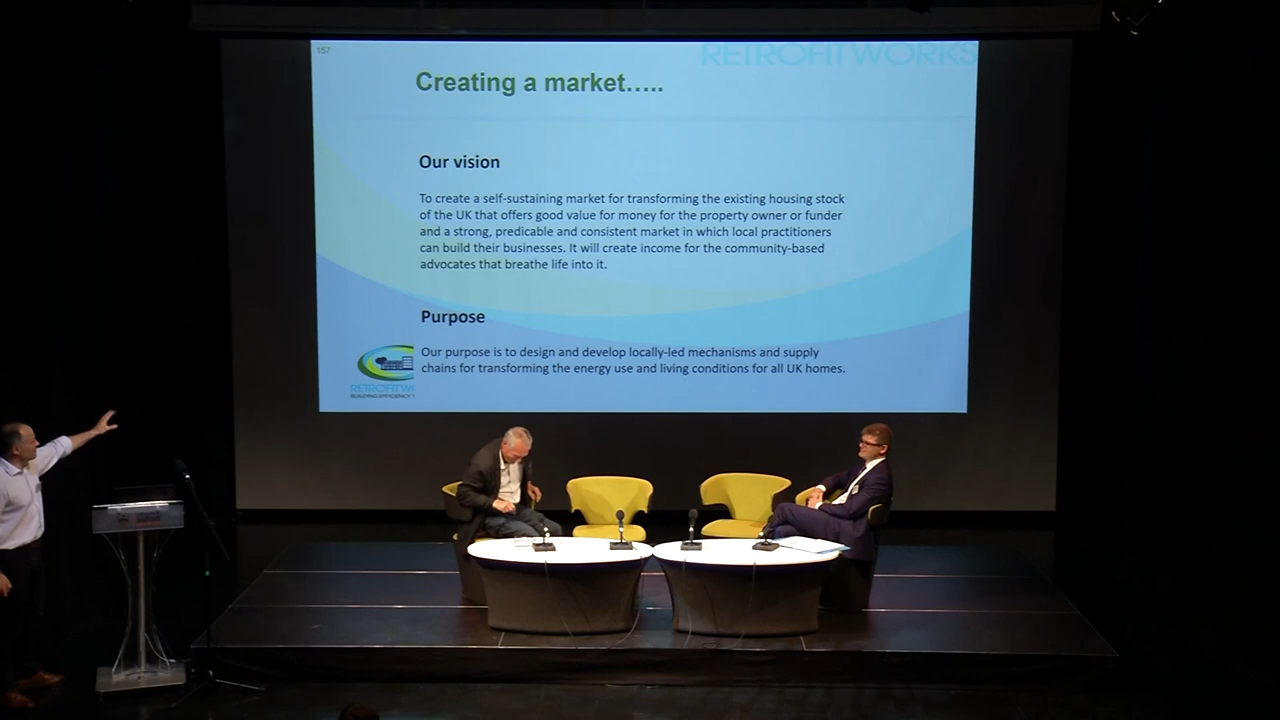 157
RETROFITWORKS
Creating a market…..
Our vision
To create a self-sustaining market for transforming the existing housing stock
of the UK that offers good value for money for the property owner or funder
and a strong, predicable and consistent market in which local practitioners
can build their businesses. It will create income for the community-based
advocates that breathe life into it.
Purpose
Our purpose is to design and develop locally-led mechanisms and supply
chains for transforming the energy use and living conditions for all UK homes.
RETROFITW
BUILDING EFFICIENCY T